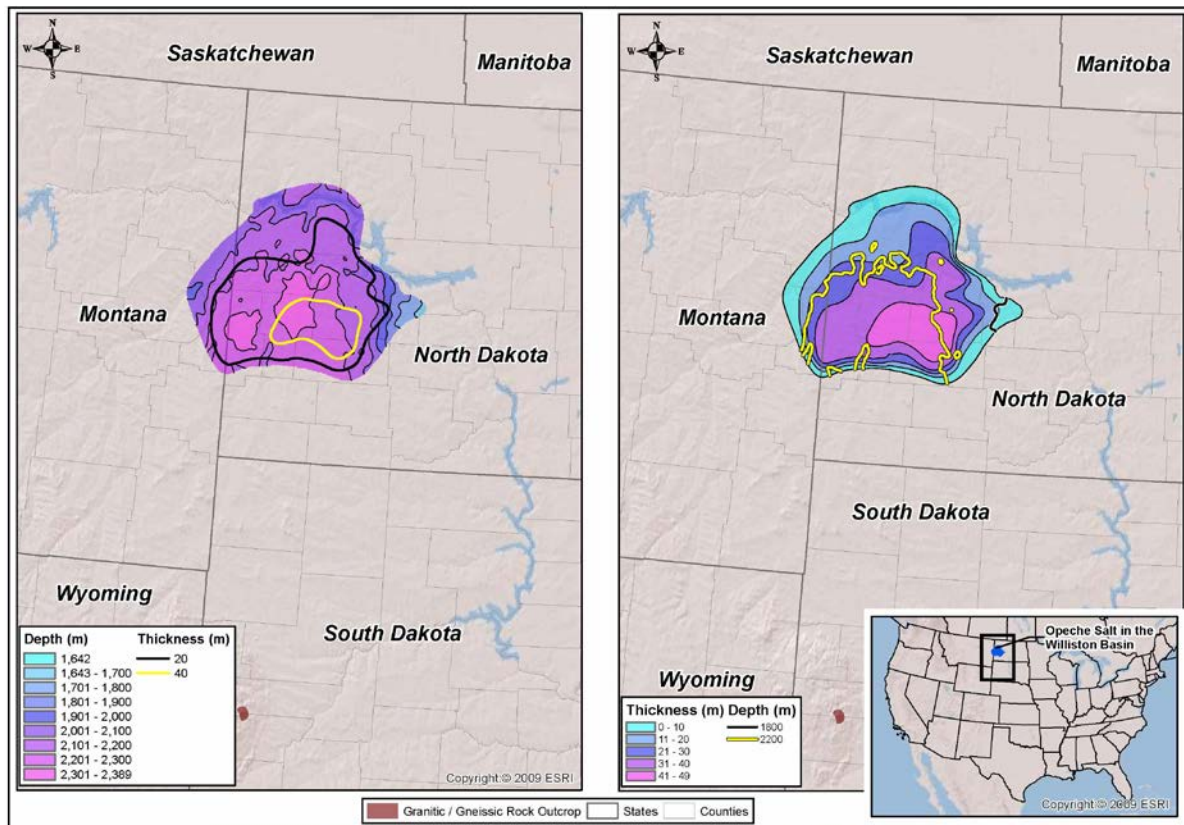 N
W E
S
Saskatchewan
Manitoba
Montana
North Dakota
Wyoming
South Dakota
Depth (m) Thickness (m)
1,642 20
1,643 - 1,700 40
1,701 - 1,800
1,801 - 1,900
1,901 - 2,000
2,001 - 2,100
2,101 - 2,200
2,201 - 2,300
2,301 - 2,389
Copyright:© 2009 ESRI
N
W E
S
Saskatchewan
Manitoba
Montana
North Dakota
South Dakota
Wyoming
Thickness (m) Depth (m)
0 - 10 1800
11 - 20 2200
21 - 30
31 - 40
41 - 49
Opeche Salt in the
Williston Basin
Copyright:© 2009 ESRI
Granitic / Gneissic Rock Outcrop States Counties